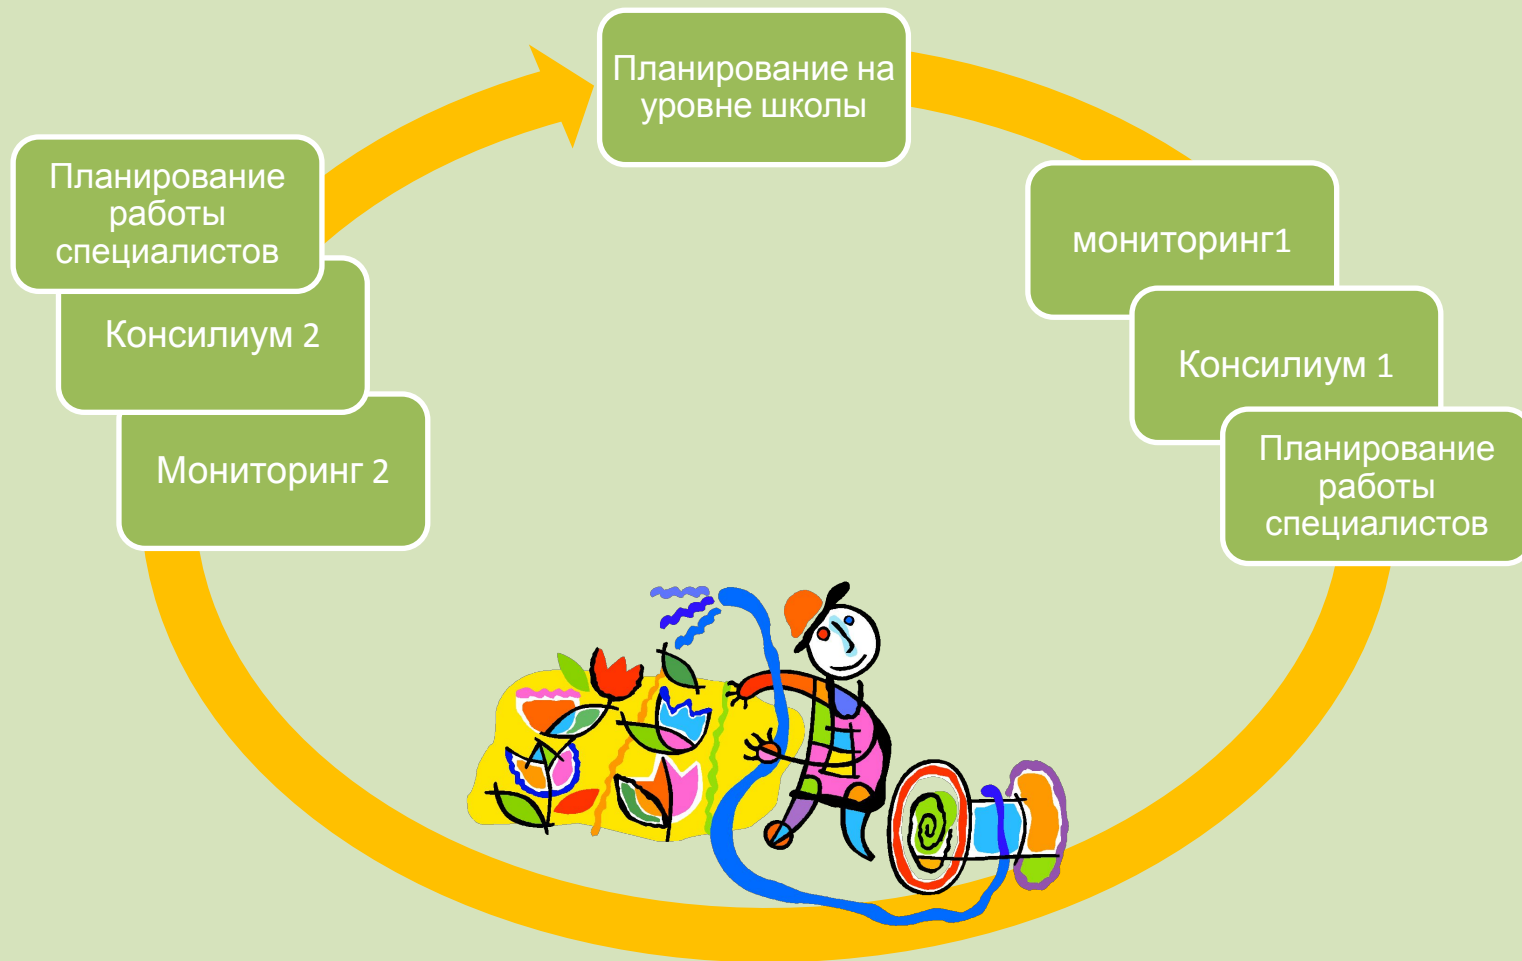 Планирование на
уровне школы
мониторинг1
Консилиум 1
Планирование
работы
специалистов
Мониторинг 2
Консилиум 2
Планирование
работы
специалистов